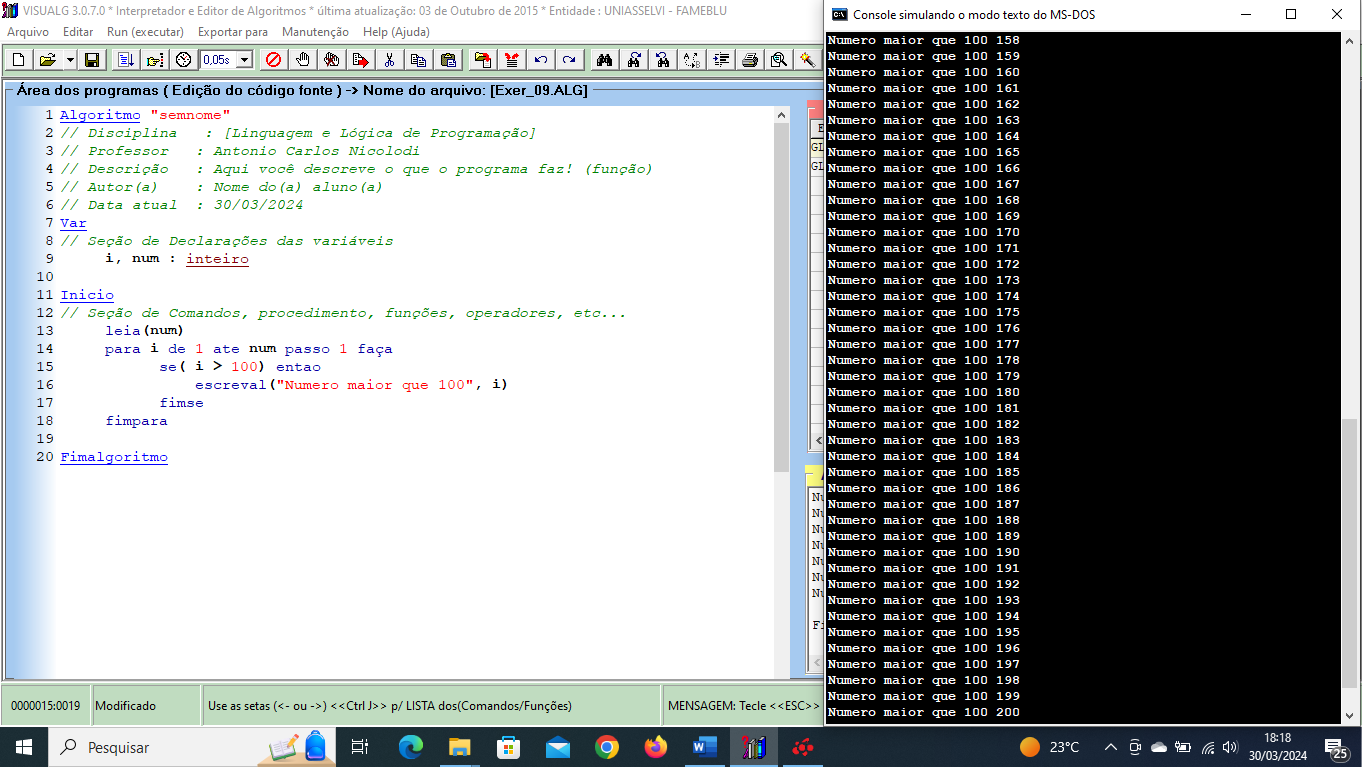 VISUALG 3.0.7.0 * Interpretador e Editor de Algoritmos * última atualização: 03 de Outubro de 2015 * Entidade : UNIASSELVI - FAMEBLU
Arquivo Editar Run (executar) Exportar para Manutenção Help (Ajuda)
0,05s
Área dos programas ( Edição do código fonte ) -> Nome do arquivo: [Exer_09.ALG]
1 Algoritmo "semnome"
2 // Disciplina : [Linguagem e Lógica de Programação]
3 // Professor : Antonio Carlos Nicolodi
4 // Descrição : Aqui você descreve o que o programa faz! (função)
5 // Autor(a) : Nome do(a) aluno(a)
6 // Data atual : 30/03/2024
7 Var
8 // Seção de Declarações das variáveis
9 i, num : inteiro
10
11 Inicio
12 // Seção de Comandos, procedimento, funções, operadores, etc...
13 leia(num)
14 para i de 1 ate num passo 1 faça
15 se( i > 100) entao
16 escreval("Numero maior que 100", i)
17 fimse
18 fimpara
19
20 Fimalgoritmo
GL
GL
Nu
Nu
Nu
Nu
Nu
Nu
Nu
Fi
0000015:0019 Modificado Use as setas (<- ou ->) <<Ctrl J>> p/ LISTA dos(Comandos/Funções) MENSAGEM: Tecle <<ESC>>
Console simulando o modo texto do MS-DOS
Numero maior que 100 158
Numero maior que 100 159
Numero maior que 100 160
Numero maior que 100 161
Numero maior que 100 162
Numero maior que 100 163
Numero maior que 100 164
Numero maior que 100 165
Numero maior que 100 166
Numero maior que 100 167
Numero maior que 100 168
Numero maior que 100 169
Numero maior que 100 170
Numero maior que 100 171
Numero maior que 100 172
Numero maior que 100 173
Numero maior que 100 174
Numero maior que 100 175
Numero maior que 100 176
Numero maior que 100 177
Numero maior que 100 178
Numero maior que 100 179
Numero maior que 100 180
Numero maior que 100 181
Numero maior que 100 182
Numero maior que 100 183
Numero maior que 100 184
Numero maior que 100 185
Numero maior que 100 186
Numero maior que 100 187
Numero maior que 100 188
Numero maior que 100 189
Numero maior que 100 190
Numero maior que 100 191
Numero maior que 100 192
Numero maior que 100 193
Numero maior que 100 194
Numero maior que 100 195
Numero maior que 100 196
Numero maior que 100 197
Numero maior que 100 198
Numero maior que 100 199
Numero maior que 100 200
Pesquisar
23°C
18:18
30/03/2024
25